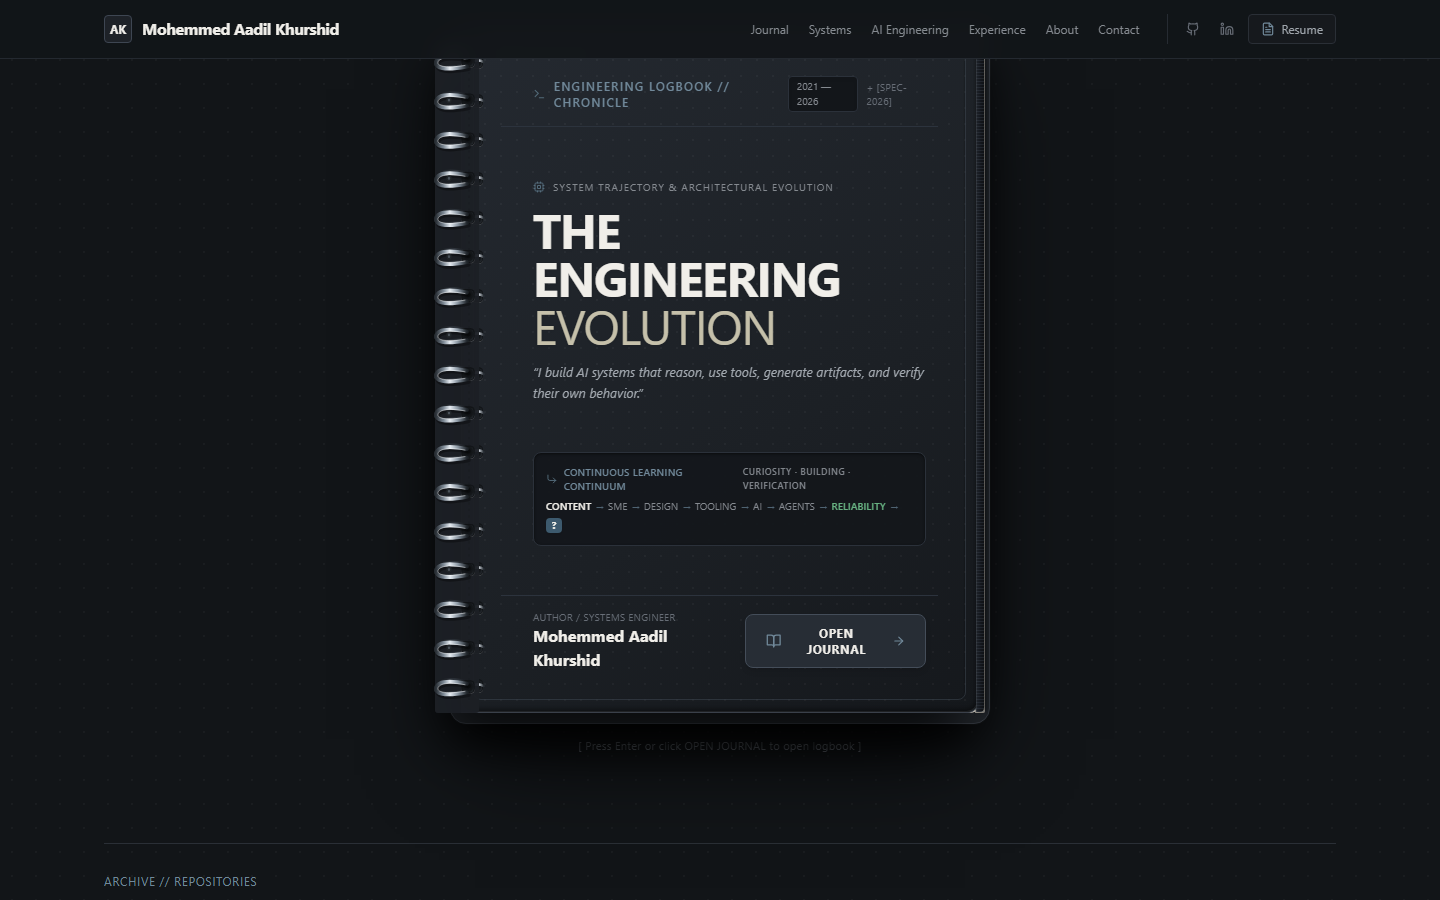 AK Mohemmed Aadil Khurshid Journal Systems AI Engineering Experience About Contact Resume
ENGINEERING LOGBOOK //
CHRONICLE
2021 —
2026
+ [SPEC-
2026]
SYSTEM TRAJECTORY & ARCHITECTURAL EVOLUTION
THE
ENGINEERING
EVOLUTION
“I build AI systems that reason, use tools, generate artifacts, and verify
their own behavior.”
CONTINUOUS LEARNING
CONTINUUM
CURIOSITY · BUILDING ·
VERIFICATION
CONTENT → SME → DESIGN → TOOLING → AI → AGENTS → RELIABILITY →
?
AUTHOR / SYSTEMS ENGINEER
Mohemmed Aadil
Khurshid
OPEN
JOURNAL
[ Press Enter or click OPEN JOURNAL to open logbook ]
ARCHIVE // REPOSITORIES